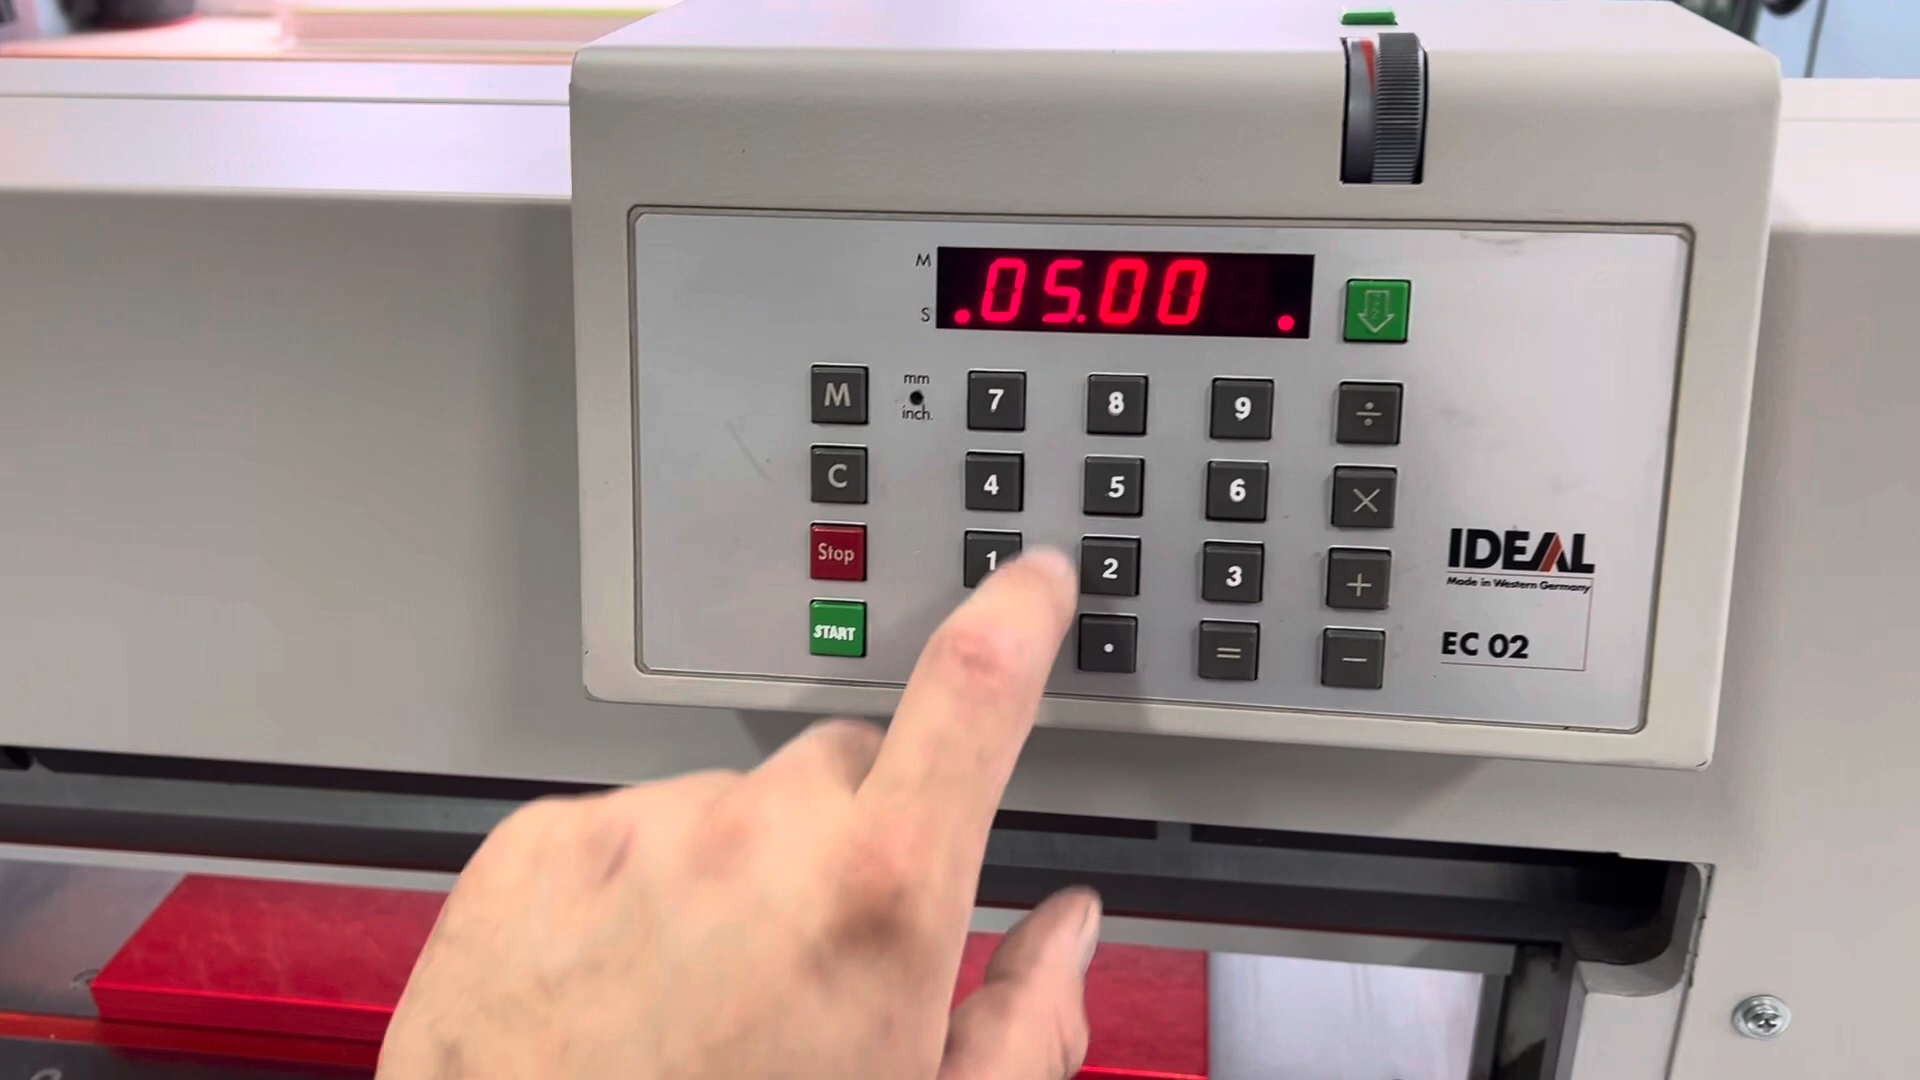 M
S
.05.00 .
M
mm
inch.
7 8 9 ÷
C
4 5 6 ×
Stop
1 2 3 +
START
. = −
IDEAL
Made in Western Germany
EC 02